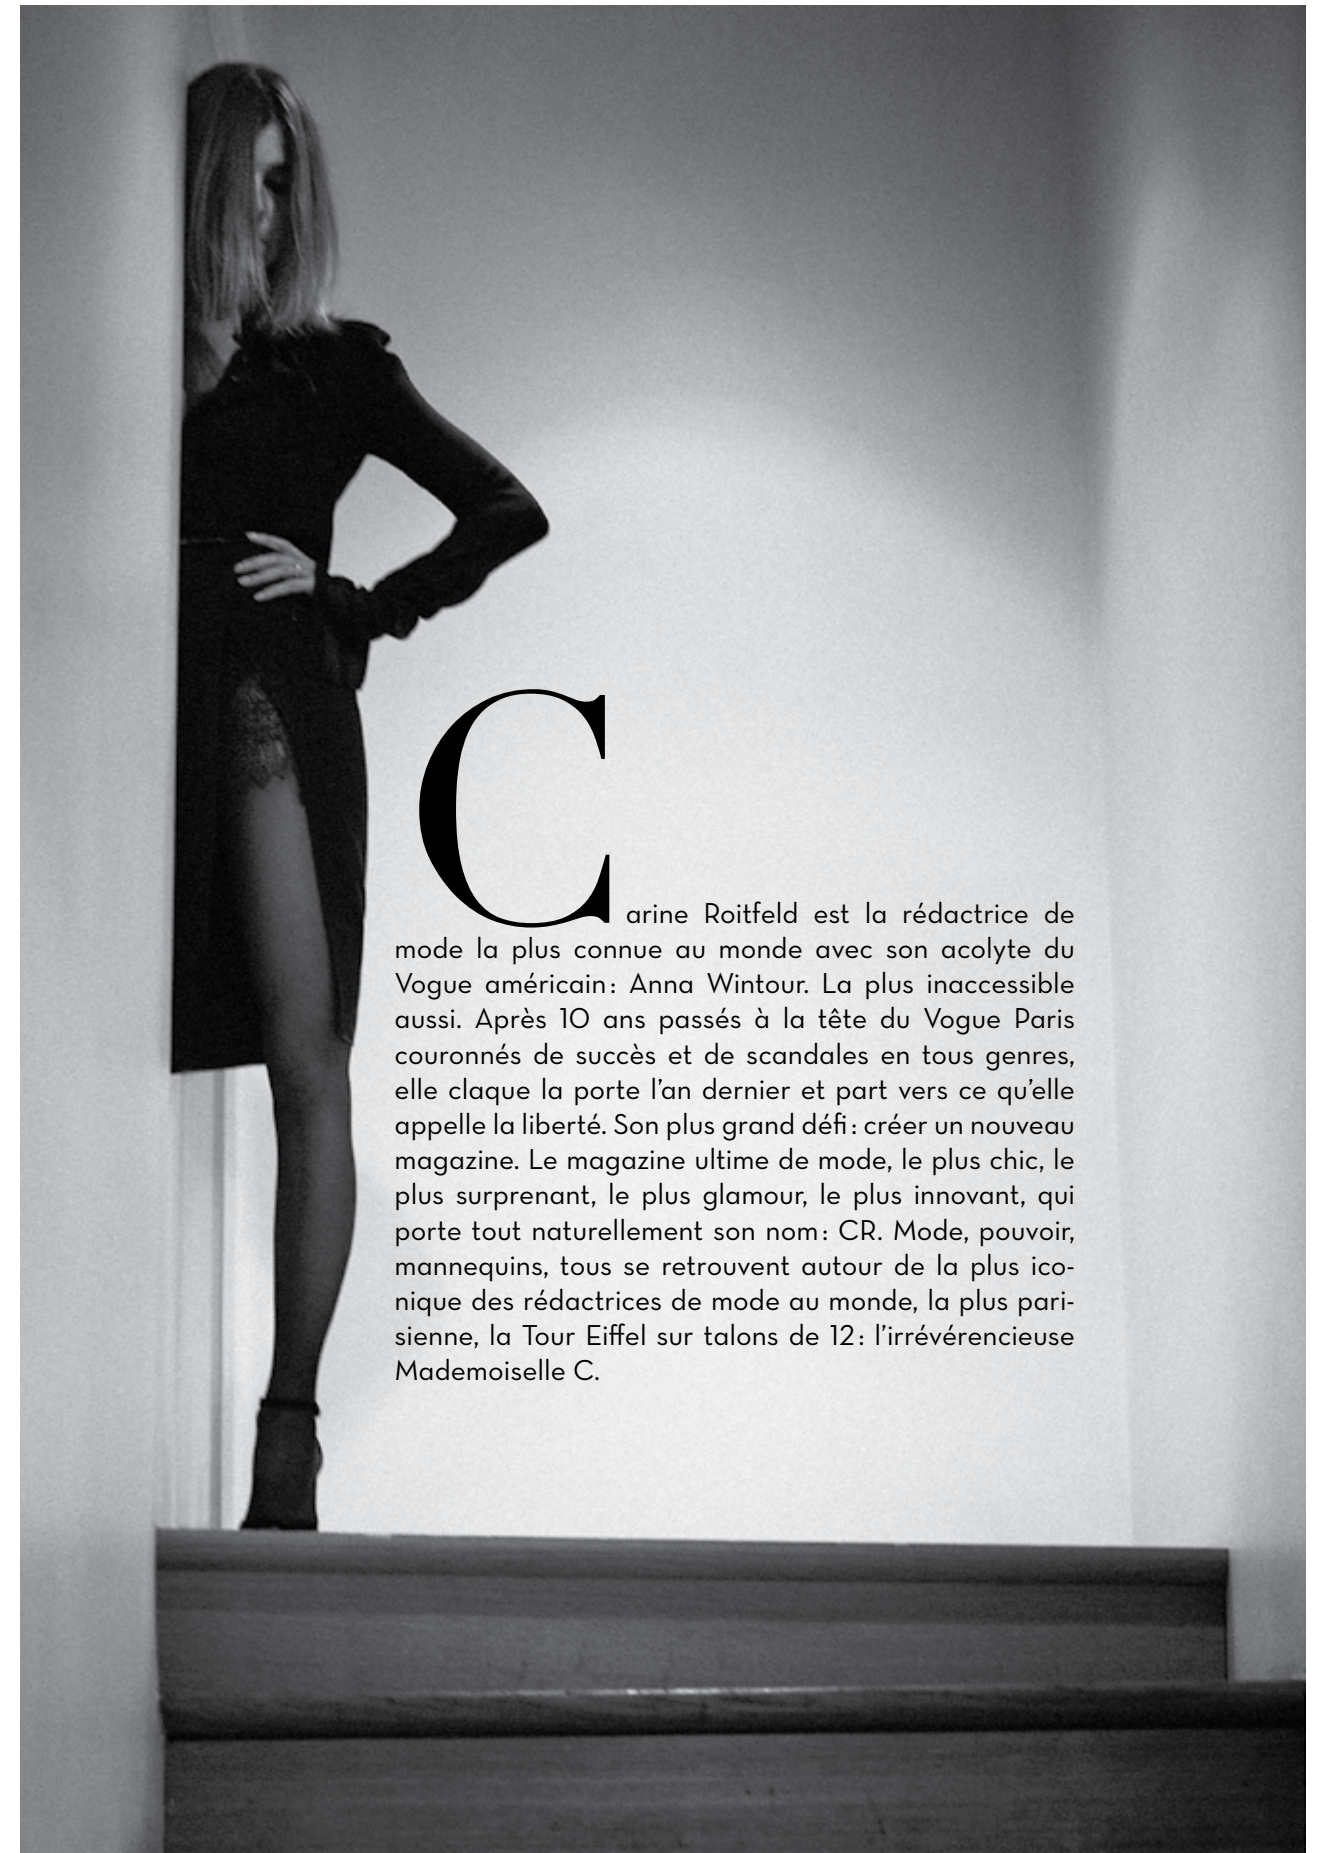 Carine Roitfeld est la rédactrice de
mode la plus connue au monde avec son acolyte du
Vogue américain : Anna Wintour. La plus inaccessible
aussi. Après 10 ans passés à la tête du Vogue Paris
couronnés de succès et de scandales en tous genres,
elle claque la porte l’an dernier et part vers ce qu’elle
appelle la liberté. Son plus grand défi : créer un nouveau
magazine. Le magazine ultime de mode, le plus chic, le
plus surprenant, le plus glamour, le plus innovant, qui
porte tout naturellement son nom : CR. Mode, pouvoir,
mannequins, tous se retrouvent autour de la plus ico-
nique des rédactrices de mode au monde, la plus pari-
sienne, la Tour Eiffel sur talons de 12 : l’irrévérencieuse
Mademoiselle C.